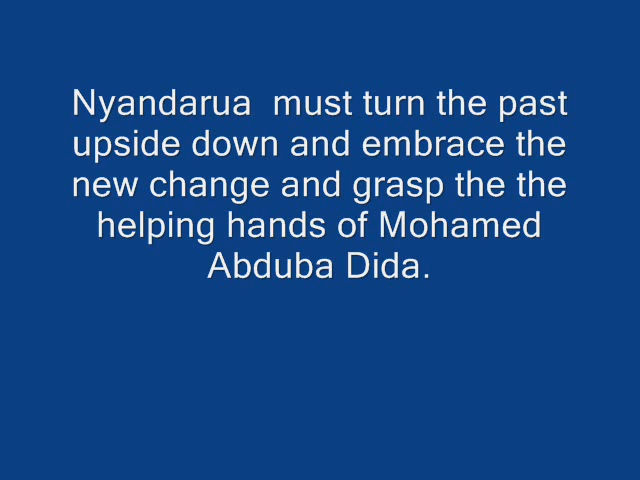 Nyandarua  must turn the past
upside down and embrace the
new change and grasp the the
helping hands of Mohamed
Abduba Dida.